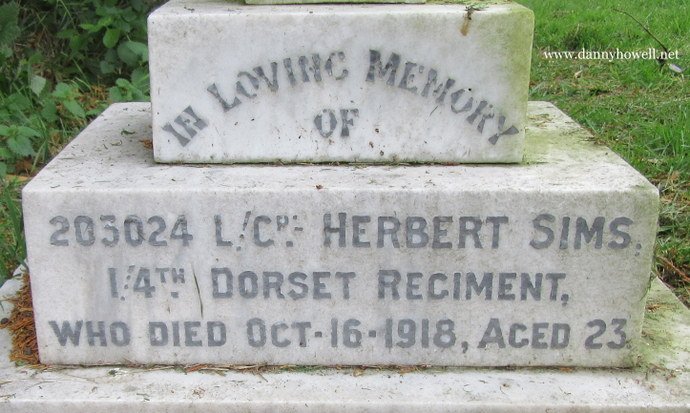 www.dannyhowell.net
IN LOVING MEMORY
OF
203024 L/CPL HERBERT SIMS.
1/4TH DORSET REGIMENT,
WHO DIED OCT-16-1918, AGED 23.